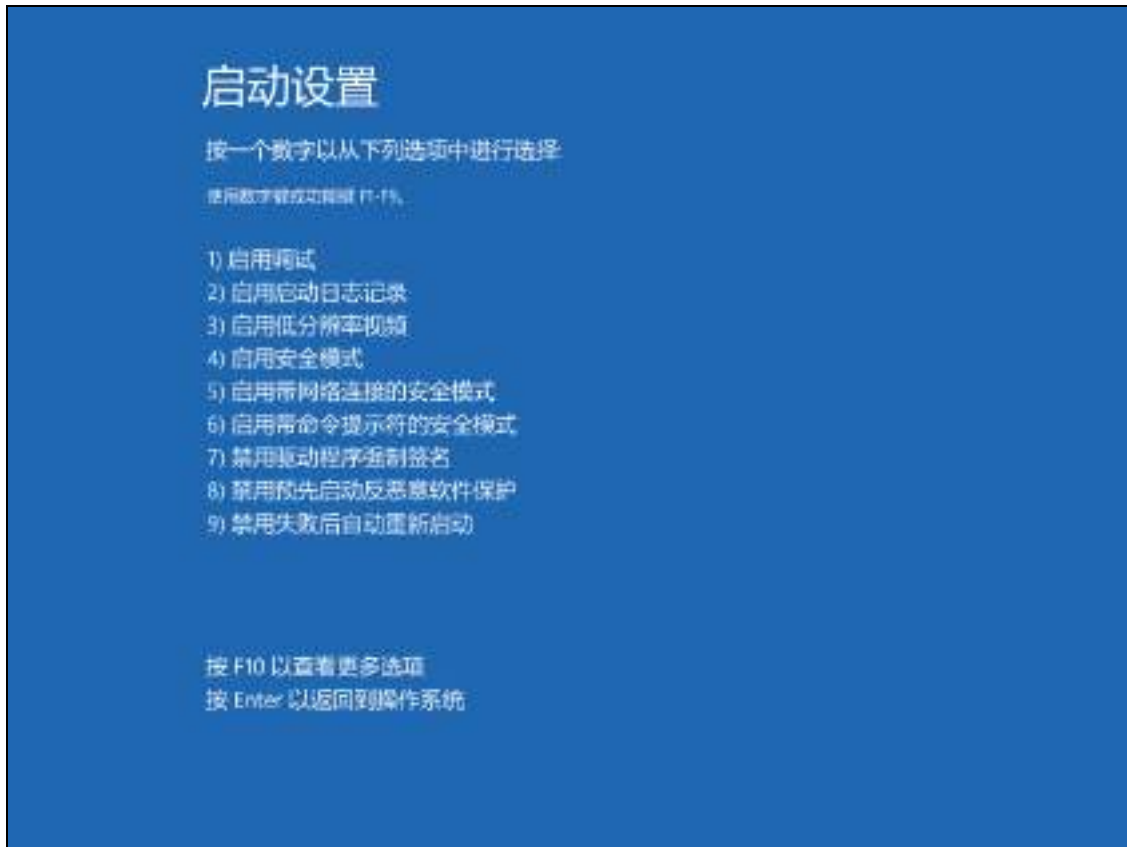 启动设置
按一个数字以从下列选项中进行选择:
使用数字键或功能键 F1-F9。
1) 启用调试
2) 启用启动日志记录
3) 启用低分辨率视频
4) 启用安全模式
5) 启用带网络连接的安全模式
6) 启用带命令提示符的安全模式
7) 禁用驱动程序强制签名
8) 禁用预先启动反恶意软件保护
9) 禁用失败后自动重新启动
按 F10 以查看更多选项
按 Enter 以返回到操作系统